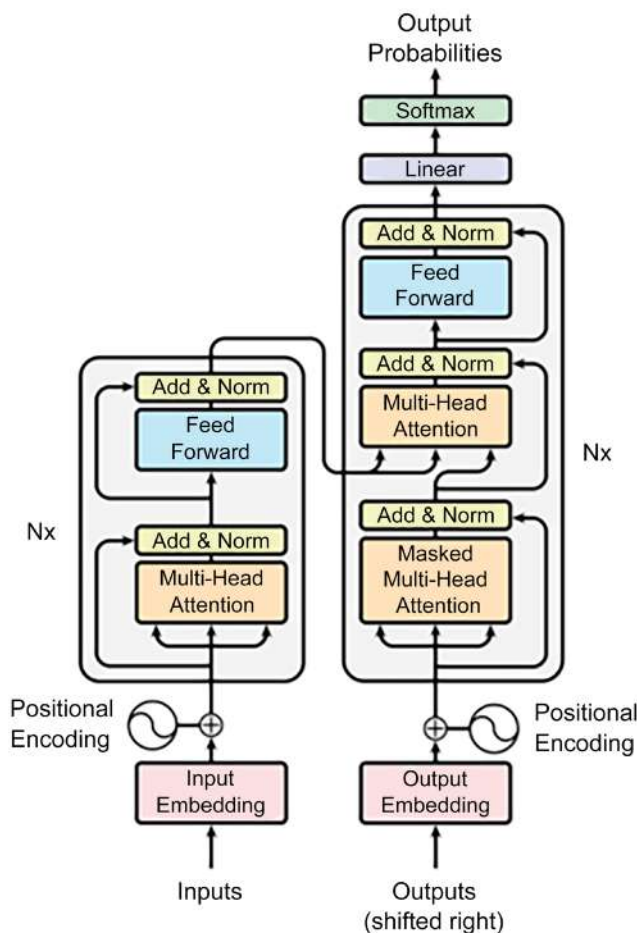 Output
Probabilities
Softmax
Linear
Add & Norm
Feed
Forward
Add & Norm
Multi-Head
Attention
Add & Norm
Masked
Multi-Head
Attention
Nx
Positional
Encoding
Output
Embedding
Outputs
(shifted right)
Add & Norm
Feed
Forward
Add & Norm
Multi-Head
Attention
Nx
Positional
Encoding
Input
Embedding
Inputs